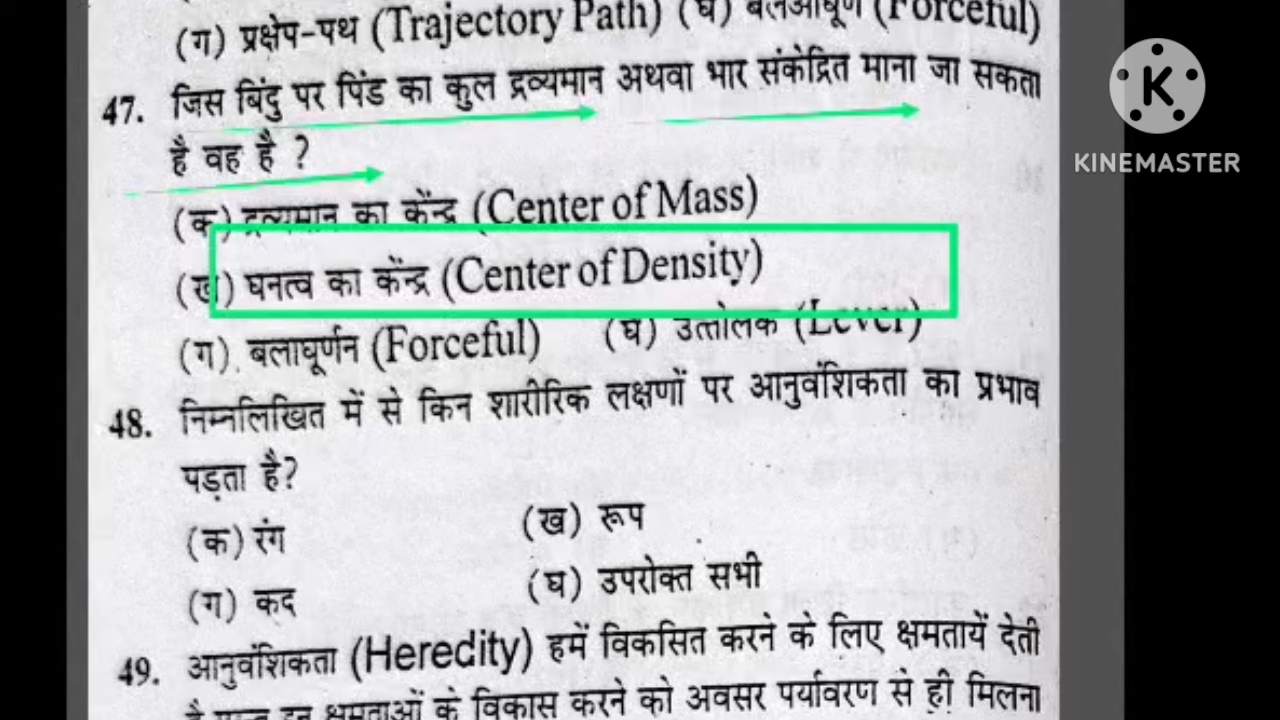 (ग) प्रक्षेप-पथ (Trajectory Path) (घ) बलआघूर्ण (Forceful)
47. जिस बिंदु पर पिंड का कुल द्रव्यमान अथवा भार संकेद्रित माना जा सकता
है वह है ?
(क) द्रव्यमान का केंन्द्र (Center of Mass)
(ख) घनत्व का केंन्द्र (Center of Density)
(ग) बलाघूर्णन (Forceful) (घ) उत्तोलक (Lever)
48. निम्नलिखित में से किन शारीरिक लक्षणों पर आनुवंशिकता का प्रभाव
पड़ता है?
(क) रंग (ख) रूप
(ग) कद (घ) उपरोक्त सभी
49. आनुवंशिकता (Heredity) हमें विकसित करने के लिए क्षमतायें देती
है परन्तु इन क्षमताओं के विकास करने को अवसर पर्यावरण से ही मिलना
K
KINEMASTER